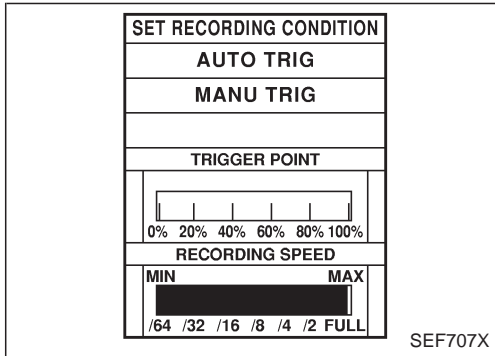 SET RECORDING CONDITION
AUTO TRIG
MANU TRIG
TRIGGER POINT
0% 20% 40% 60% 80% 100%
RECORDING SPEED
MIN MAX
/64 /32 /16 /8 /4 /2 FULL
SEF707X